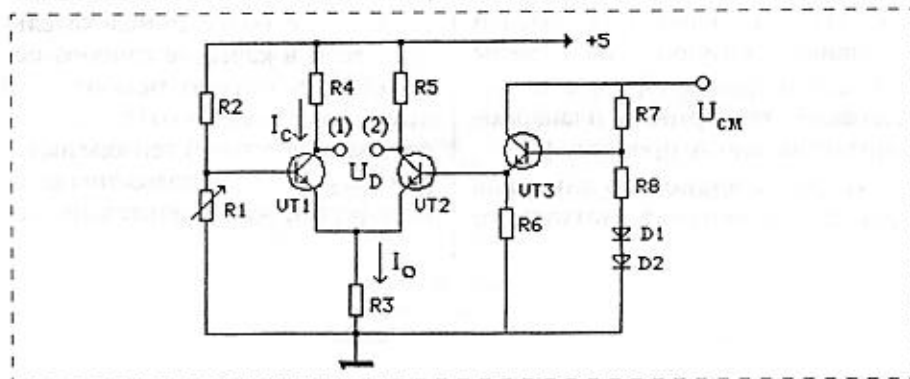 +5
R2
R4
R5
R7
U_CM
I_C
(1) (2)
U_D
R1
VT1
VT2
VT3
R8
R6
D1
I_O
D2
R3